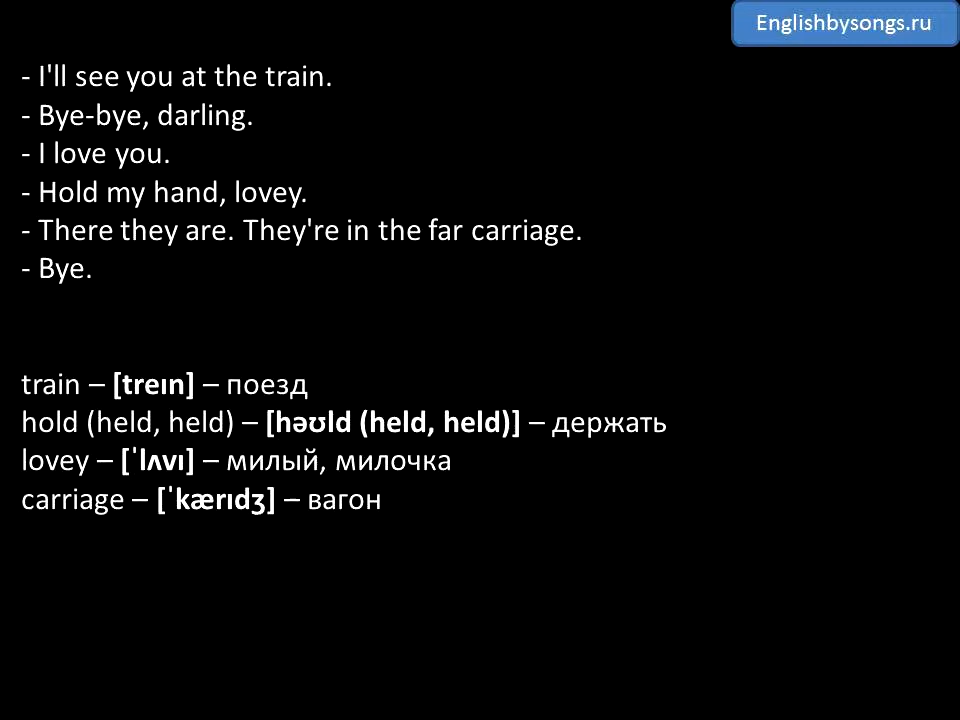 Englishbysongs.ru
- I'll see you at the train.
- Bye-bye, darling.
- I love you.
- Hold my hand, lovey.
- There they are. They're in the far carriage.
- Bye.
train – [treɪn] – поезд
hold (held, held) – [həʊld (held, held)] – держать
lovey – [ˈlʌvɪ] – милый, милочка
carriage – [ˈkærɪdʒ] – вагон